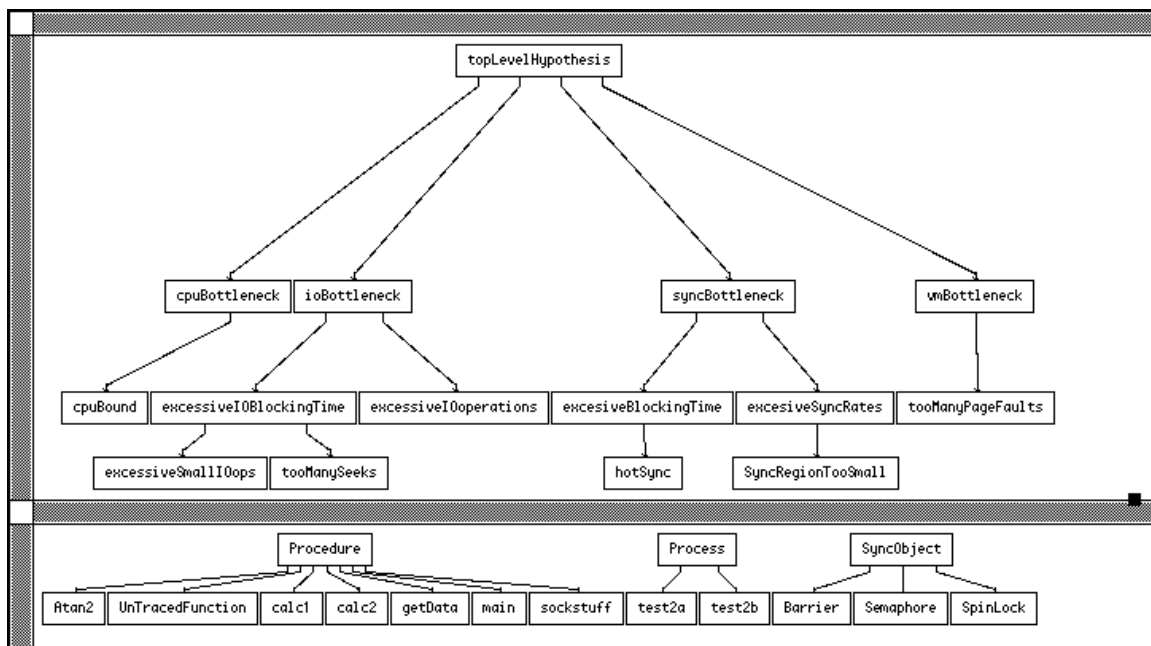 topLevelHypothesis
cpuBottleneck ioBottleneck syncBottleneck vmBottleneck
cpuBound excessiveIOBlockingTime excessiveIOoperations excesiveBlockingTime excesiveSyncRates tooManyPageFaults
excessiveSmallIOops tooManySeeks hotSync SyncRegionTooSmall
Procedure Process SyncObject
Atan2 UnTracedFunction calc1 calc2 getData main sockstuff test2a test2b Barrier Semaphore SpinLock